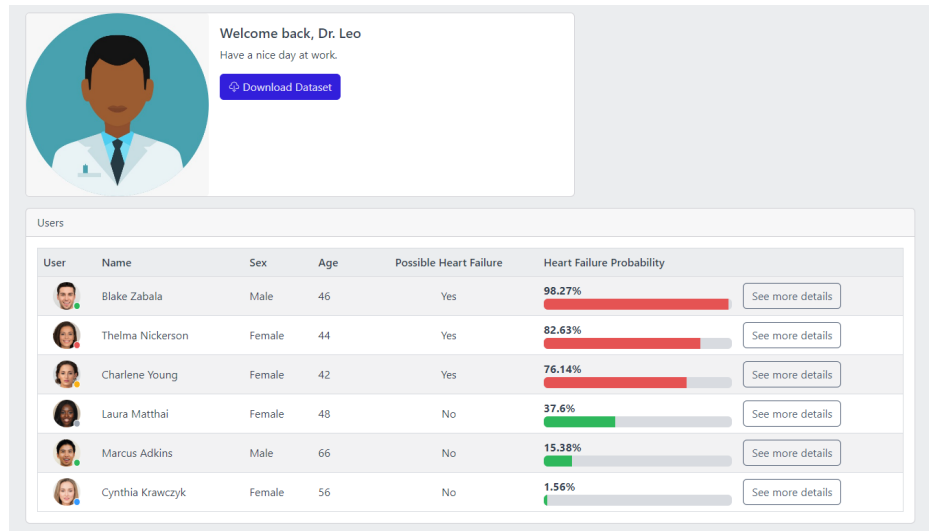 Welcome back, Dr. Leo
Have a nice day at work.
Download Dataset
Users
User Name Sex Age Possible Heart Failure Heart Failure Probability
98.27%
Blake Zabala Male 46 Yes See more details
82.63%
Thelma Nickerson Female 44 Yes See more details
76.14%
Charlene Young Female 42 Yes See more details
37.6%
Laura Matthai Female 48 No See more details
15.38%
Marcus Adkins Male 66 No See more details
1.56%
Cynthia Krawczyk Female 56 No See more details